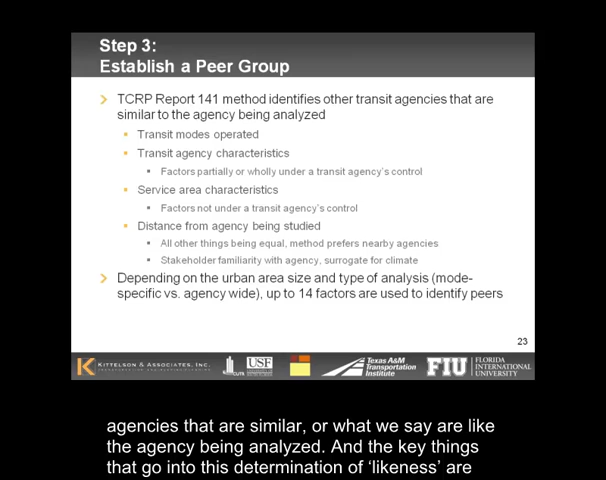 Step 3:
Establish a Peer Group
TCRP Report 141 method identifies other transit agencies that are
similar to the agency being analyzed
Transit modes operated
Transit agency characteristics
Factors partially or wholly under a transit agency's control
Service area characteristics
Factors not under a transit agency's control
Distance from agency being studied
All other things being equal, method prefers nearby agencies
Stakeholder familiarity with agency, surrogate for climate
Depending on the urban area size and type of analysis (mode-
specific vs. agency wide), up to 14 factors are used to identify peers
23
KITTELSON & ASSOCIATES, INC.
CUTR
USF
Texas A&M
Transportation
Institute
FIU
FLORIDA
INTERNATIONAL
UNIVERSITY
agencies that are similar, or what we say are like
the agency being analyzed. And the key things
that go into this determination of ‘likeness’ are